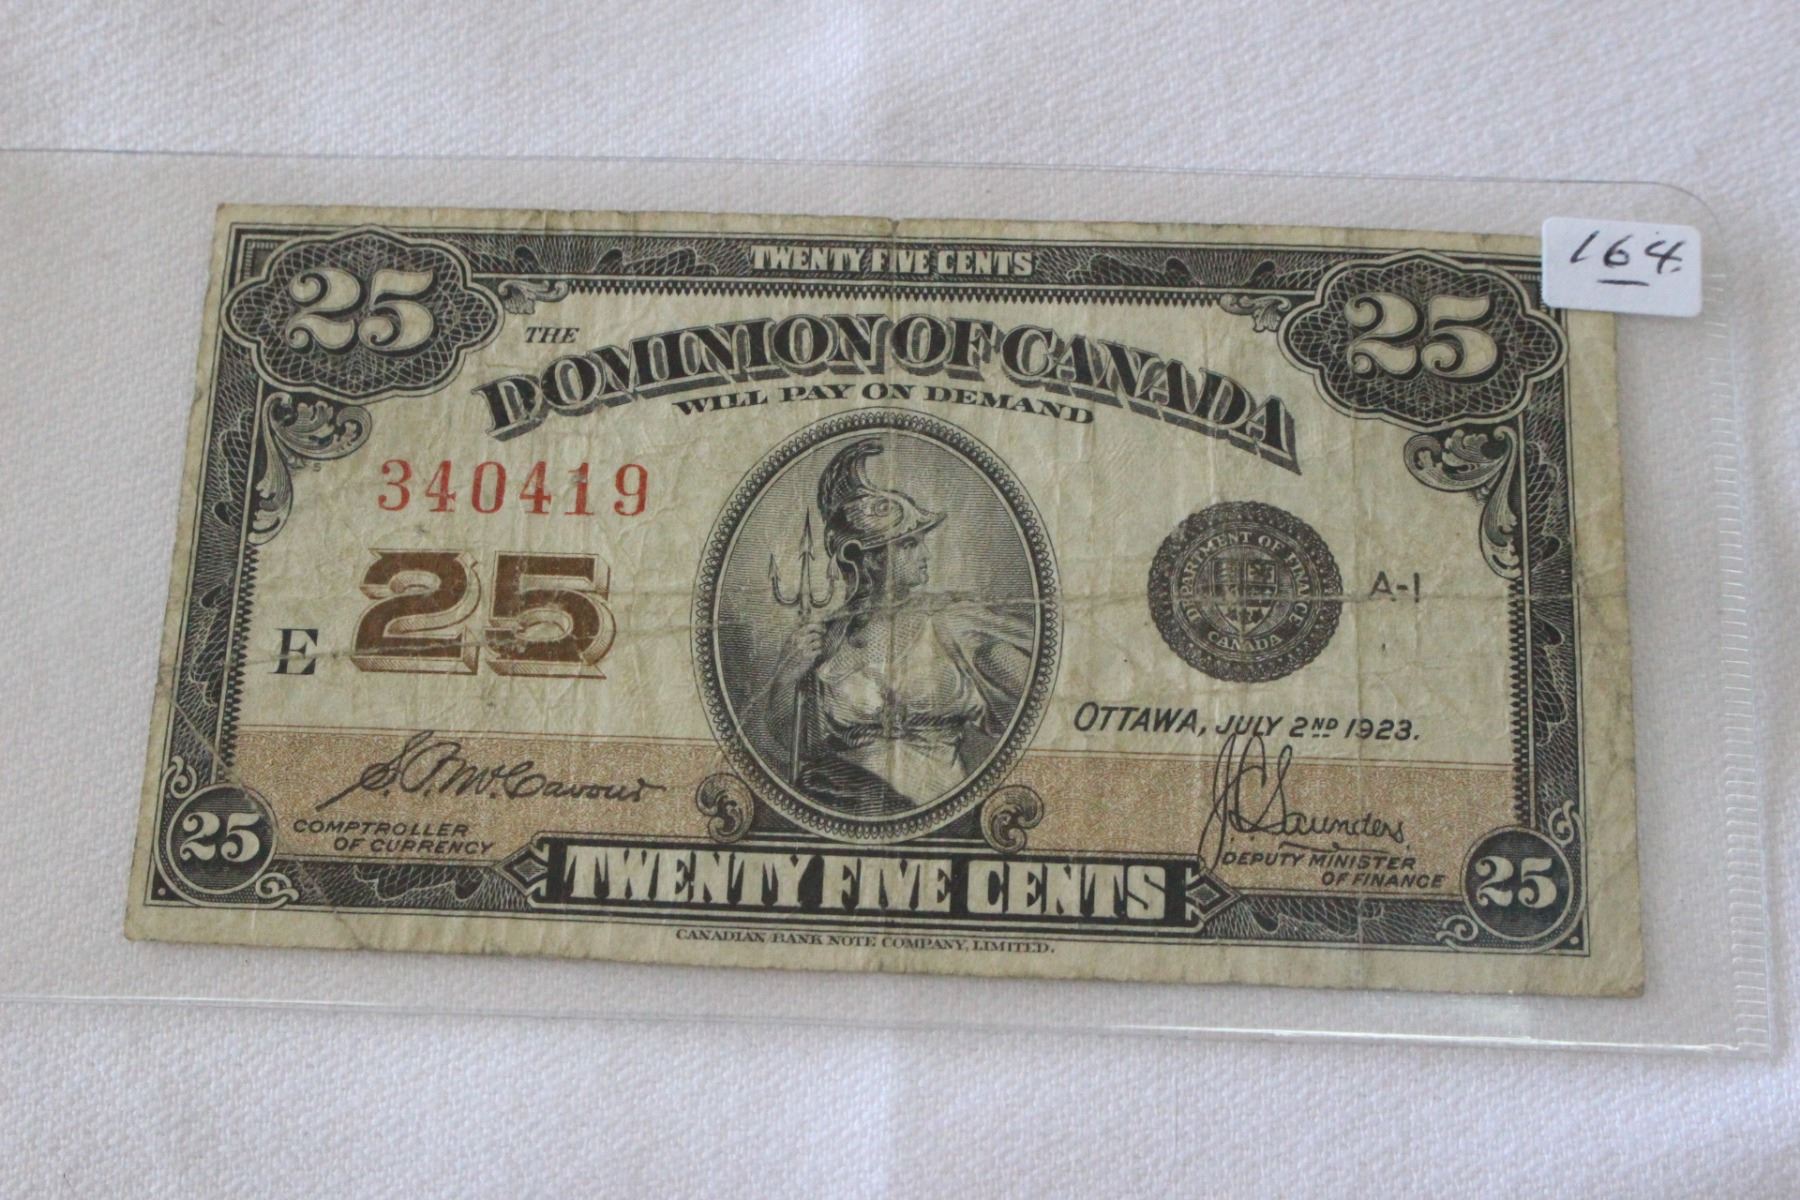 164.
TWENTY FIVE CENTS
25
25
THE
DOMINION OF CANADA
WILL PAY ON DEMAND
340419
25
E
DEPARTMENT OF FINANCE
CANADA
A-1
OTTAWA, JULY 2ND 1923.
S.P. McCavour
COMPTROLLER
OF CURRENCY
J.C. Saunders
DEPUTY MINISTER
OF FINANCE
25
TWENTY FIVE CENTS
25
CANADIAN BANK NOTE COMPANY, LIMITED.